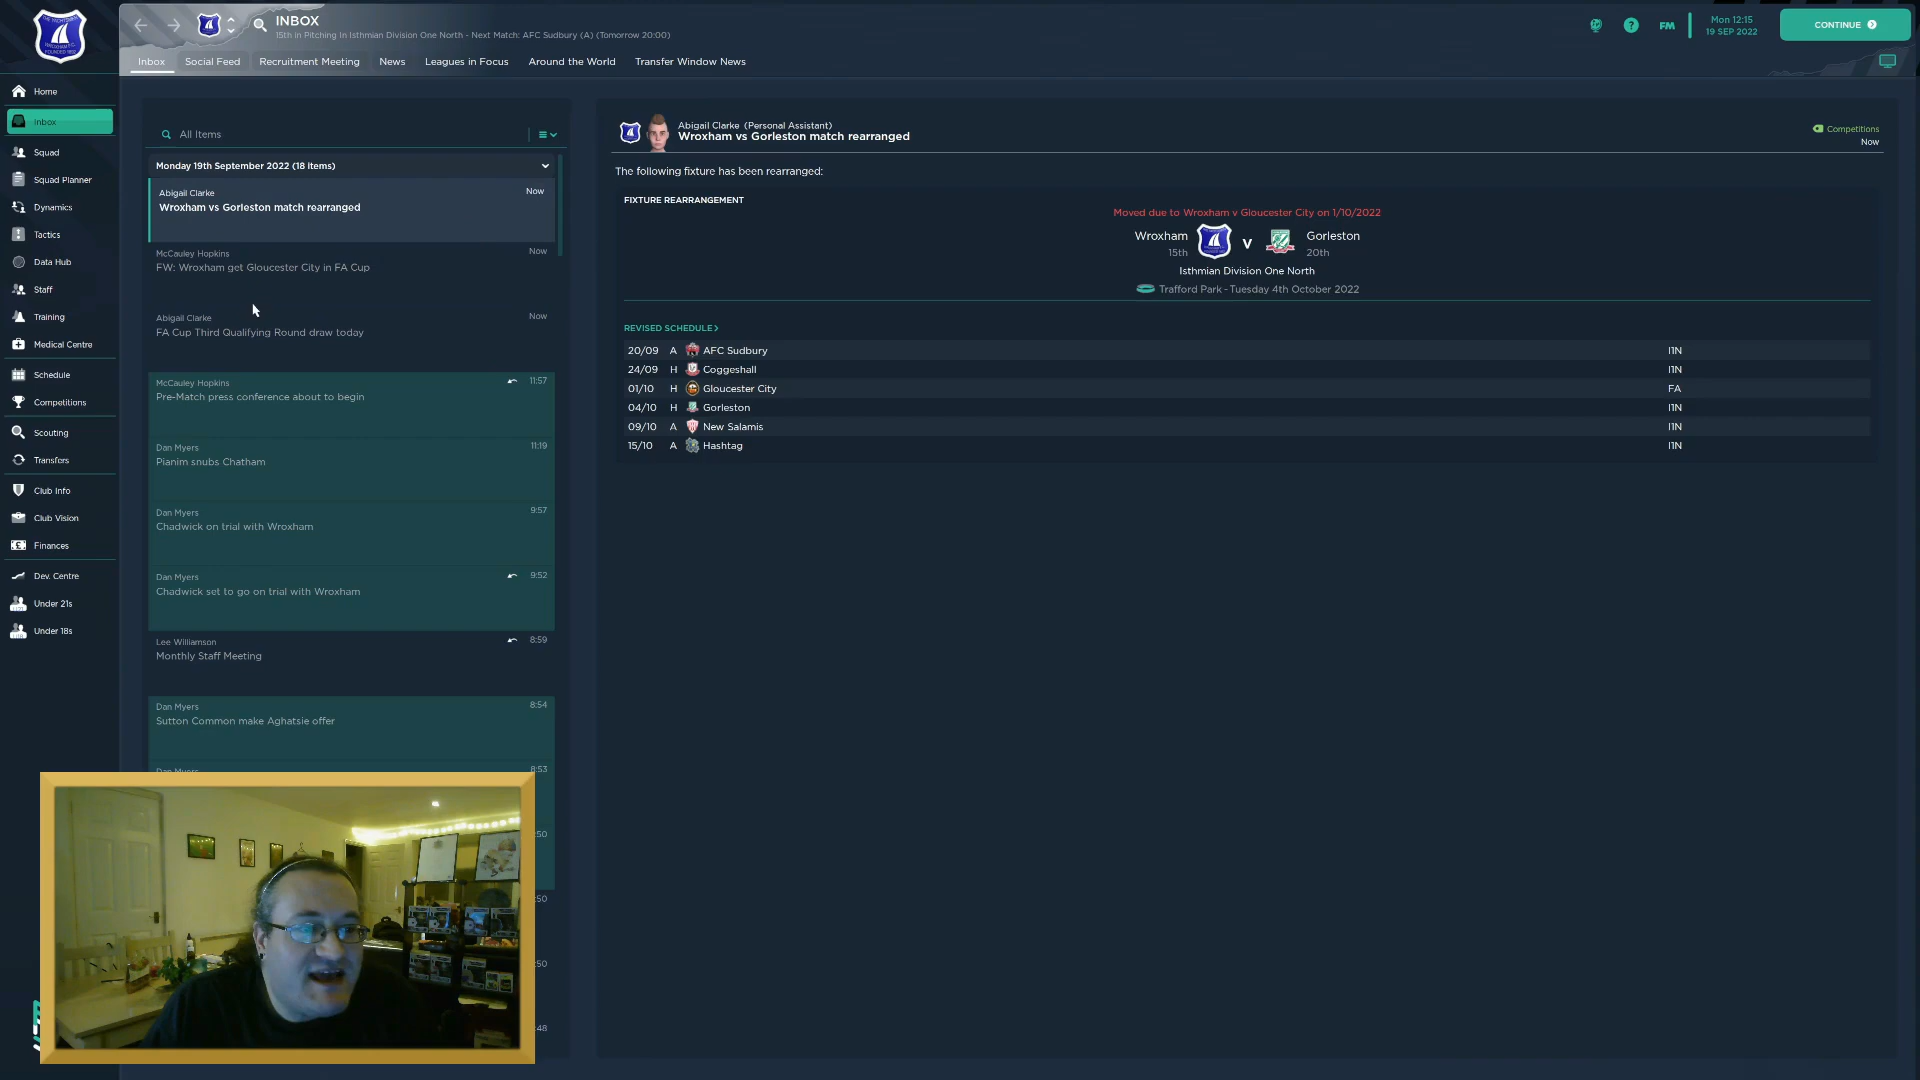 INBOX
15th in Pitching In Isthmian Division One North - Next Match: AFC Sudbury (A) (Tomorrow 20:00)
FM
Mon 12:15
19 SEP 2022
CONTINUE
Inbox
Social Feed
Recruitment Meeting
News
Leagues in Focus
Around the World
Transfer Window News
Home
Inbox
Squad
Squad Planner
Dynamics
Tactics
Data Hub
Staff
Training
Medical Centre
Schedule
Competitions
Scouting
Transfers
Club Info
Club Vision
Finances
Dev. Centre
Under 21s
Under 18s
All Items
Monday 19th September 2022 (18 Items)
Abigail Clarke Now
Wroxham vs Gorleston match rearranged
McCauley Hopkins Now
FW: Wroxham get Gloucester City in FA Cup
Abigail Clarke Now
FA Cup Third Qualifying Round draw today
McCauley Hopkins 11:57
Pre-Match press conference about to begin
Dan Myers 11:19
Pianim snubs Chatham
Dan Myers 9:57
Chadwick on trial with Wroxham
Dan Myers 9:52
Chadwick set to go on trial with Wroxham
Lee Williamson 8:59
Monthly Staff Meeting
Dan Myers 8:54
Sutton Common make Aghatsie offer
Dan Myers 8:53
:50
:50
:50
:48
Abigail Clarke (Personal Assistant)
Wroxham vs Gorleston match rearranged
Competitions
Now
The following fixture has been rearranged:
FIXTURE REARRANGEMENT
Moved due to Wroxham v Gloucester City on 1/10/2022
Wroxham V Gorleston
15th 20th
Isthmian Division One North
Trafford Park - Tuesday 4th October 2022
REVISED SCHEDULE>
20/09 A AFC Sudbury I1N
24/09 H Coggeshall I1N
01/10 H Gloucester City FA
04/10 H Gorleston I1N
09/10 A New Salamis I1N
15/10 A Hashtag I1N